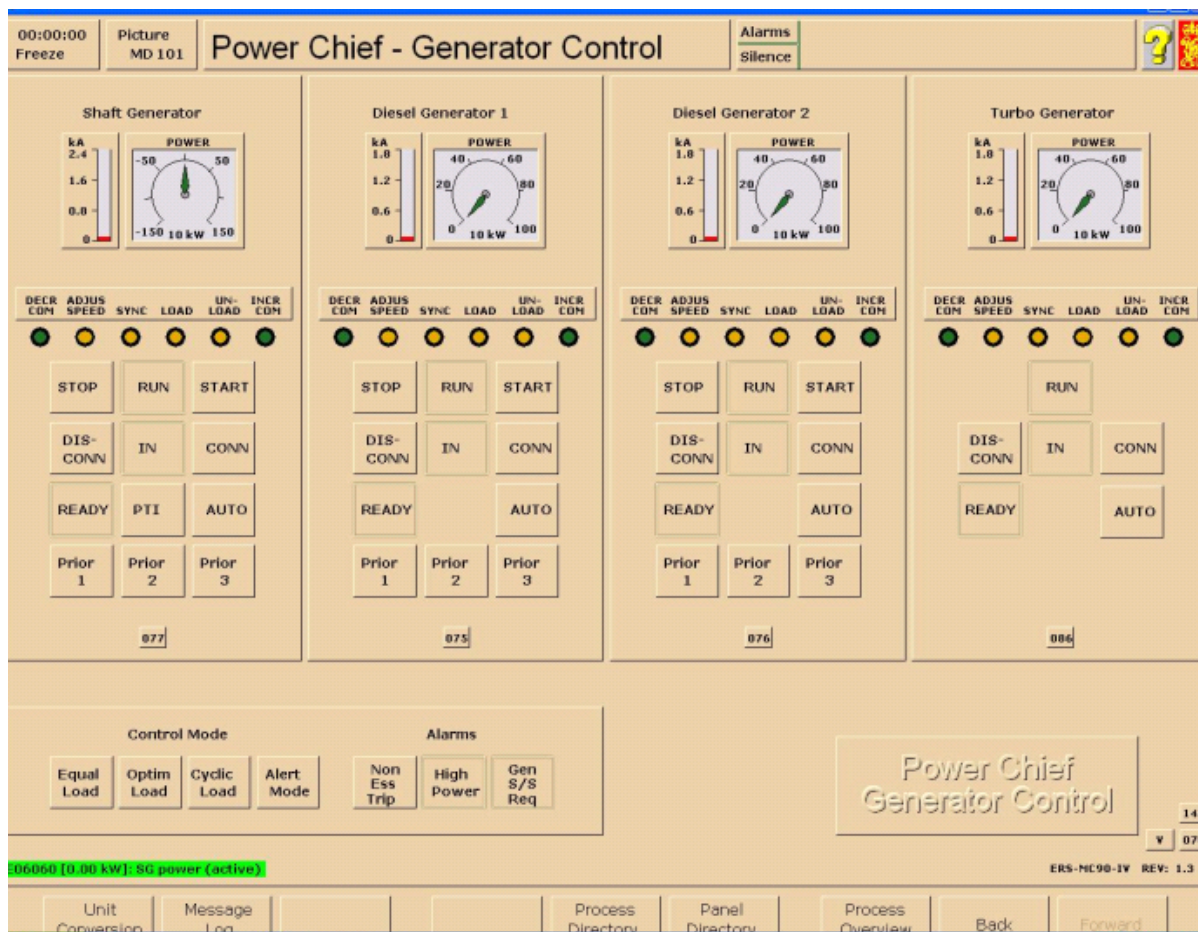 00:00:00
Freeze
Picture
MD 101
Power Chief - Generator Control
Alarms
Silence
?
Shaft Generator
kA
2.4
1.6
0.8
0
POWER
-50 50
-150 10 kW 150
DECR COM ADJUS SPEED SYNC LOAD UN-LOAD INCR COM
STOP RUN START
DIS-CONN IN CONN
READY PTI AUTO
Prior 1 Prior 2 Prior 3
077
Diesel Generator 1
kA
1.8
1.2
0.6
0
POWER
40 60
20 80
0 10 kW 100
DECR COM ADJUS SPEED SYNC LOAD UN-LOAD INCR COM
STOP RUN START
DIS-CONN IN CONN
READY AUTO
Prior 1 Prior 2 Prior 3
075
Diesel Generator 2
kA
1.8
1.2
0.6
0
POWER
40 60
20 80
0 10 kW 100
DECR COM ADJUS SPEED SYNC LOAD UN-LOAD INCR COM
STOP RUN START
DIS-CONN IN CONN
READY AUTO
Prior 1 Prior 2 Prior 3
076
Turbo Generator
kA
1.8
1.2
0.6
0
POWER
40 60
20 80
0 10 kW 100
DECR COM ADJUS SPEED SYNC LOAD UN-LOAD INCR COM
RUN
DIS-CONN IN CONN
READY AUTO
086
Control Mode
Equal Load Optim Load Cyclic Load Alert Mode
Alarms
Non Ess Trip High Power Gen S/S Req
Power Chief
Generator Control
14
V 07
E06060 [0.00 kW]: SG power (active)
ERS-MC90-IV REV: 1.3
Unit Conversion Message Log Process Directory Panel Directory Process Overview Back Forward